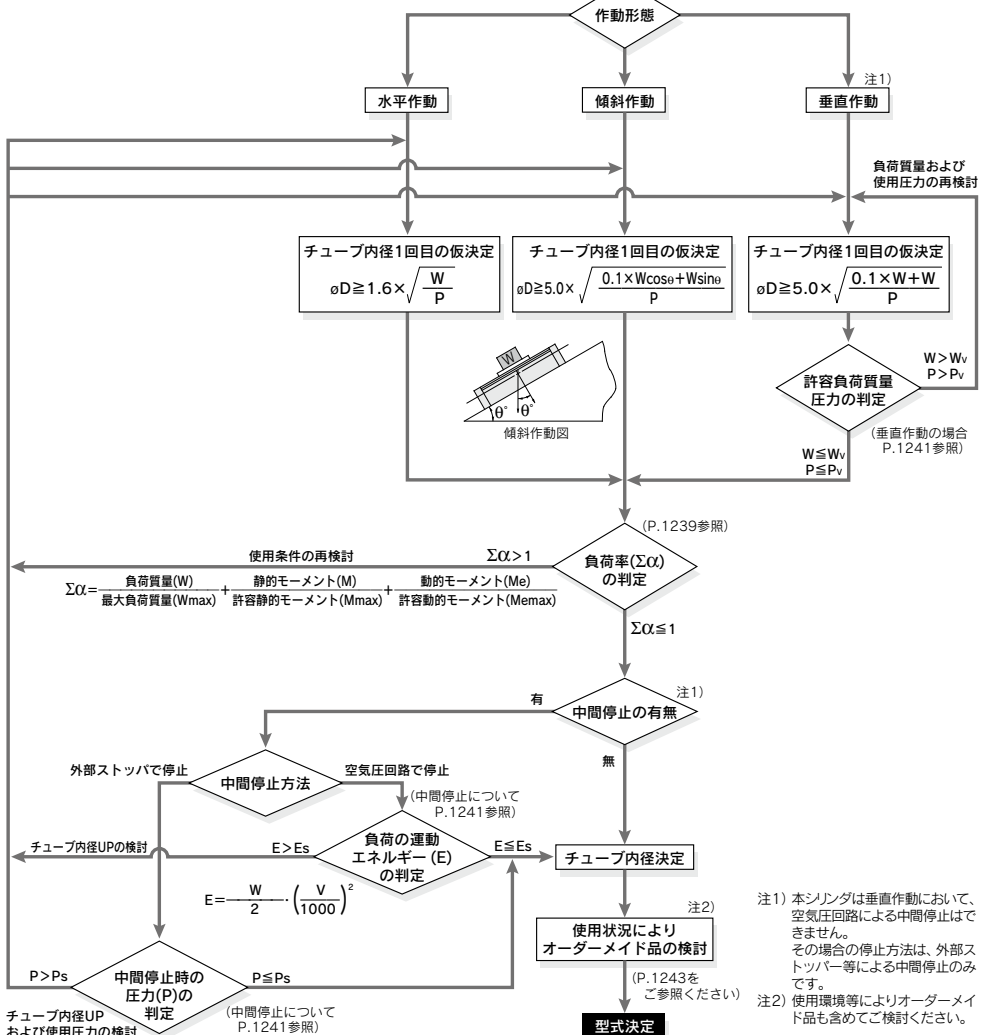 作動形態
水平作動
傾斜作動
注1)
垂直作動
負荷質量および
使用圧力の再検討
チューブ内径1回目の仮決定
øD≧1.6×√W/P
チューブ内径1回目の仮決定
øD≧5.0×√0.1×Wcosθ+Wsinθ/P
チューブ内径1回目の仮決定
øD≧5.0×√0.1×W+W/P
W
θ°
θ°
傾斜作動図
許容負荷質量
圧力の判定
W>Wv
P>Pv
(垂直作動の場合
P.1241参照)
W≦Wv
P≦Pv
(P.1239参照)
負荷率(Σα)
の判定
使用条件の再検討
Σα>1
Σα=負荷質量(W)/最大負荷質量(Wmax)+静的モーメント(M)/許容静的モーメント(Mmax)+動的モーメント(Me)/許容動的モーメント(Memax)
Σα≦1
有
注1)
中間停止の有無
無
外部ストッパで停止
中間停止方法
空気圧回路で停止
(中間停止について
P.1241参照)
チューブ内径UPの検討
E>Es
負荷の運動
エネルギー(E)
の判定
E≦Es
チューブ内径決定
E=W/2・(V/1000)²
注2)
使用状況により
オーダーメイド品の検討
P>Ps
中間停止時の
圧力(P)の
判定
P≦Ps
(P.1243を
ご参照ください)
チューブ内径UP
および使用圧力の検討
(中間停止について
P.1241参照)
型式決定
注1) 本シリンダは垂直作動において、
空気圧回路による中間停止はで
きません。
その場合の停止方法は、外部ス
トッパー等による中間停止のみ
です。
注2) 使用環境等によりオーダーメイ
ド品も含めてご検討ください。